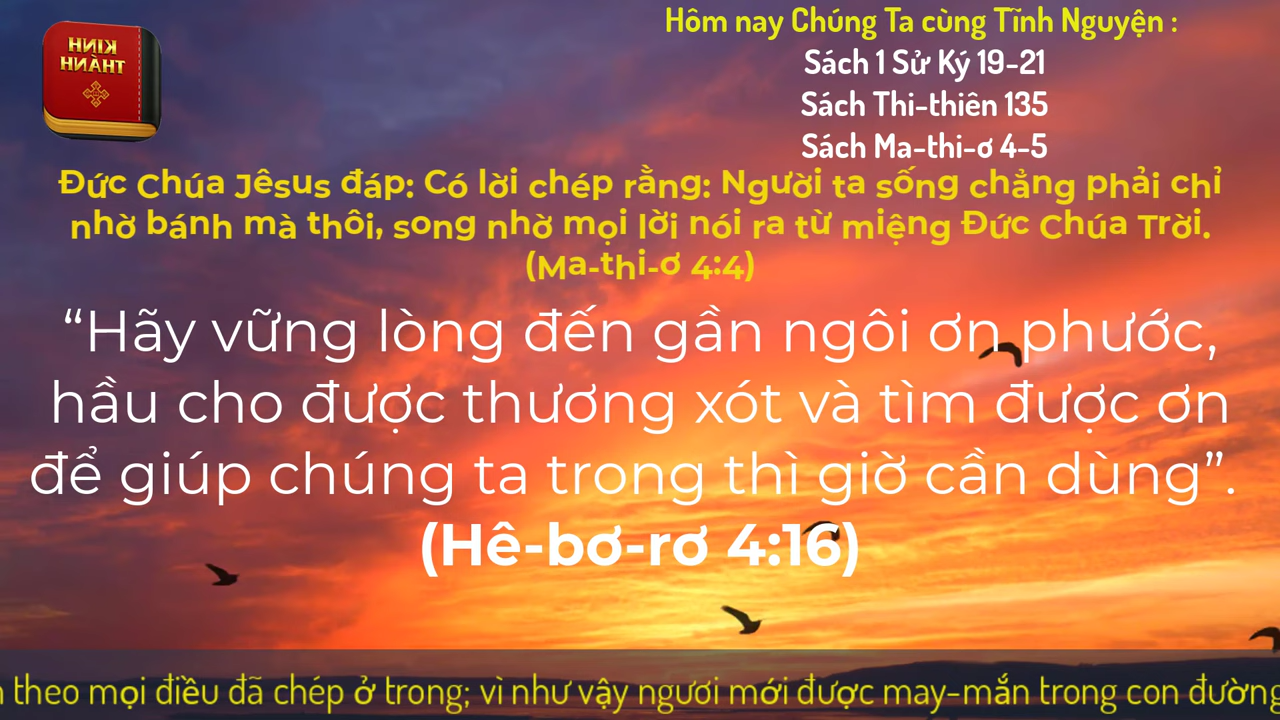 KINH
THÁNH
Hôm nay Chúng Ta cùng Tĩnh Nguyện :
Sách 1 Sử Ký 19-21
Sách Thi-thiên 135
Sách Ma-thi-ơ 4-5
Đức Chúa Jêsus đáp: Có lời chép rằng: Người ta sống chẳng phải chỉ
nhờ bánh mà thôi, song nhờ mọi lời nói ra từ miệng Đức Chúa Trời.
(Ma-thi-ơ 4:4)
“Hãy vững lòng đến gần ngôi ơn phước,
hầu cho được thương xót và tìm được ơn
để giúp chúng ta trong thì giờ cần dùng”.
(Hê-bơ-rơ 4:16)
theo mọi điều đã chép ở trong; vì như vậy ngươi mới được may-mắn trong con đường